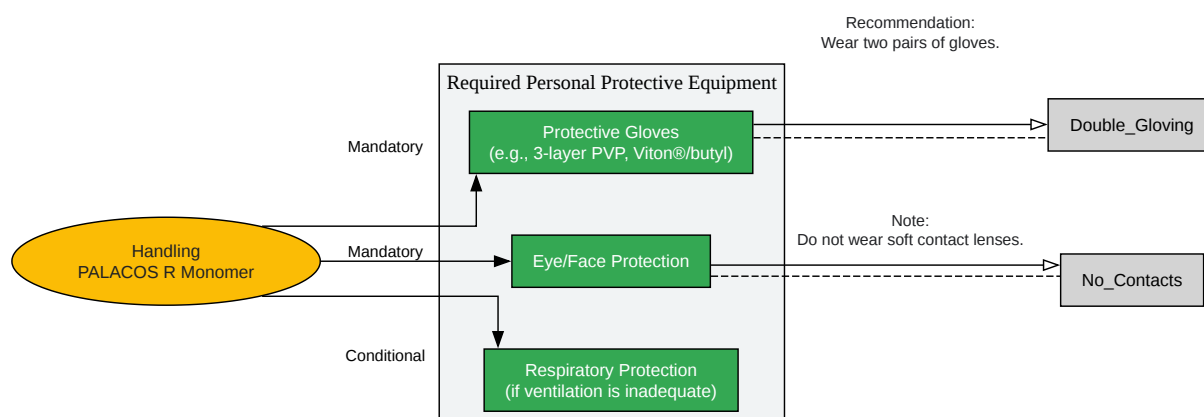 Recommendation:
Wear two pairs of gloves.
Required Personal Protective Equipment
Protective Gloves
(e.g., 3-layer PVP, Viton®/butyl)
Double_Gloving
Mandatory
Note:
Do not wear soft contact lenses.
Handling
PALACOS R Monomer
Mandatory
Eye/Face Protection
No_Contacts
Conditional
Respiratory Protection
(if ventilation is inadequate)